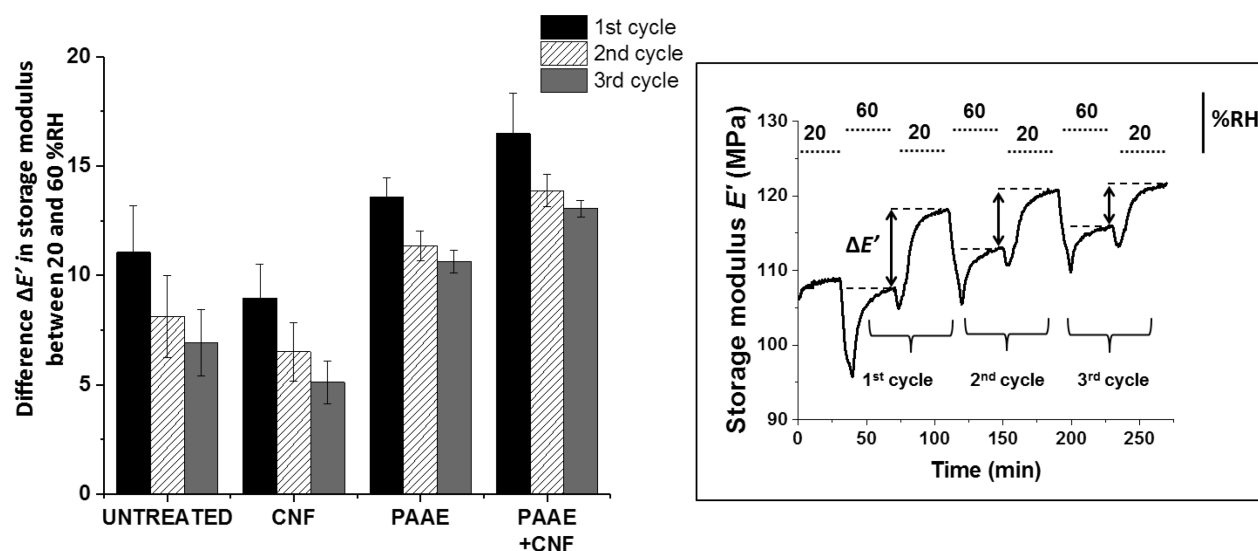 1st cycle
2nd cycle
3rd cycle
Difference ΔE' in storage modulus
between 20 and 60 %RH
20
15
10
5
0
UNTREATED
CNF
PAAE
PAAE
+CNF
%RH
60
60
60
20
20
20
20
Storage modulus E' (MPa)
130
120
110
100
90
ΔE'
1st cycle
2nd cycle
3rd cycle
0
50
100
150
200
250
Time (min)